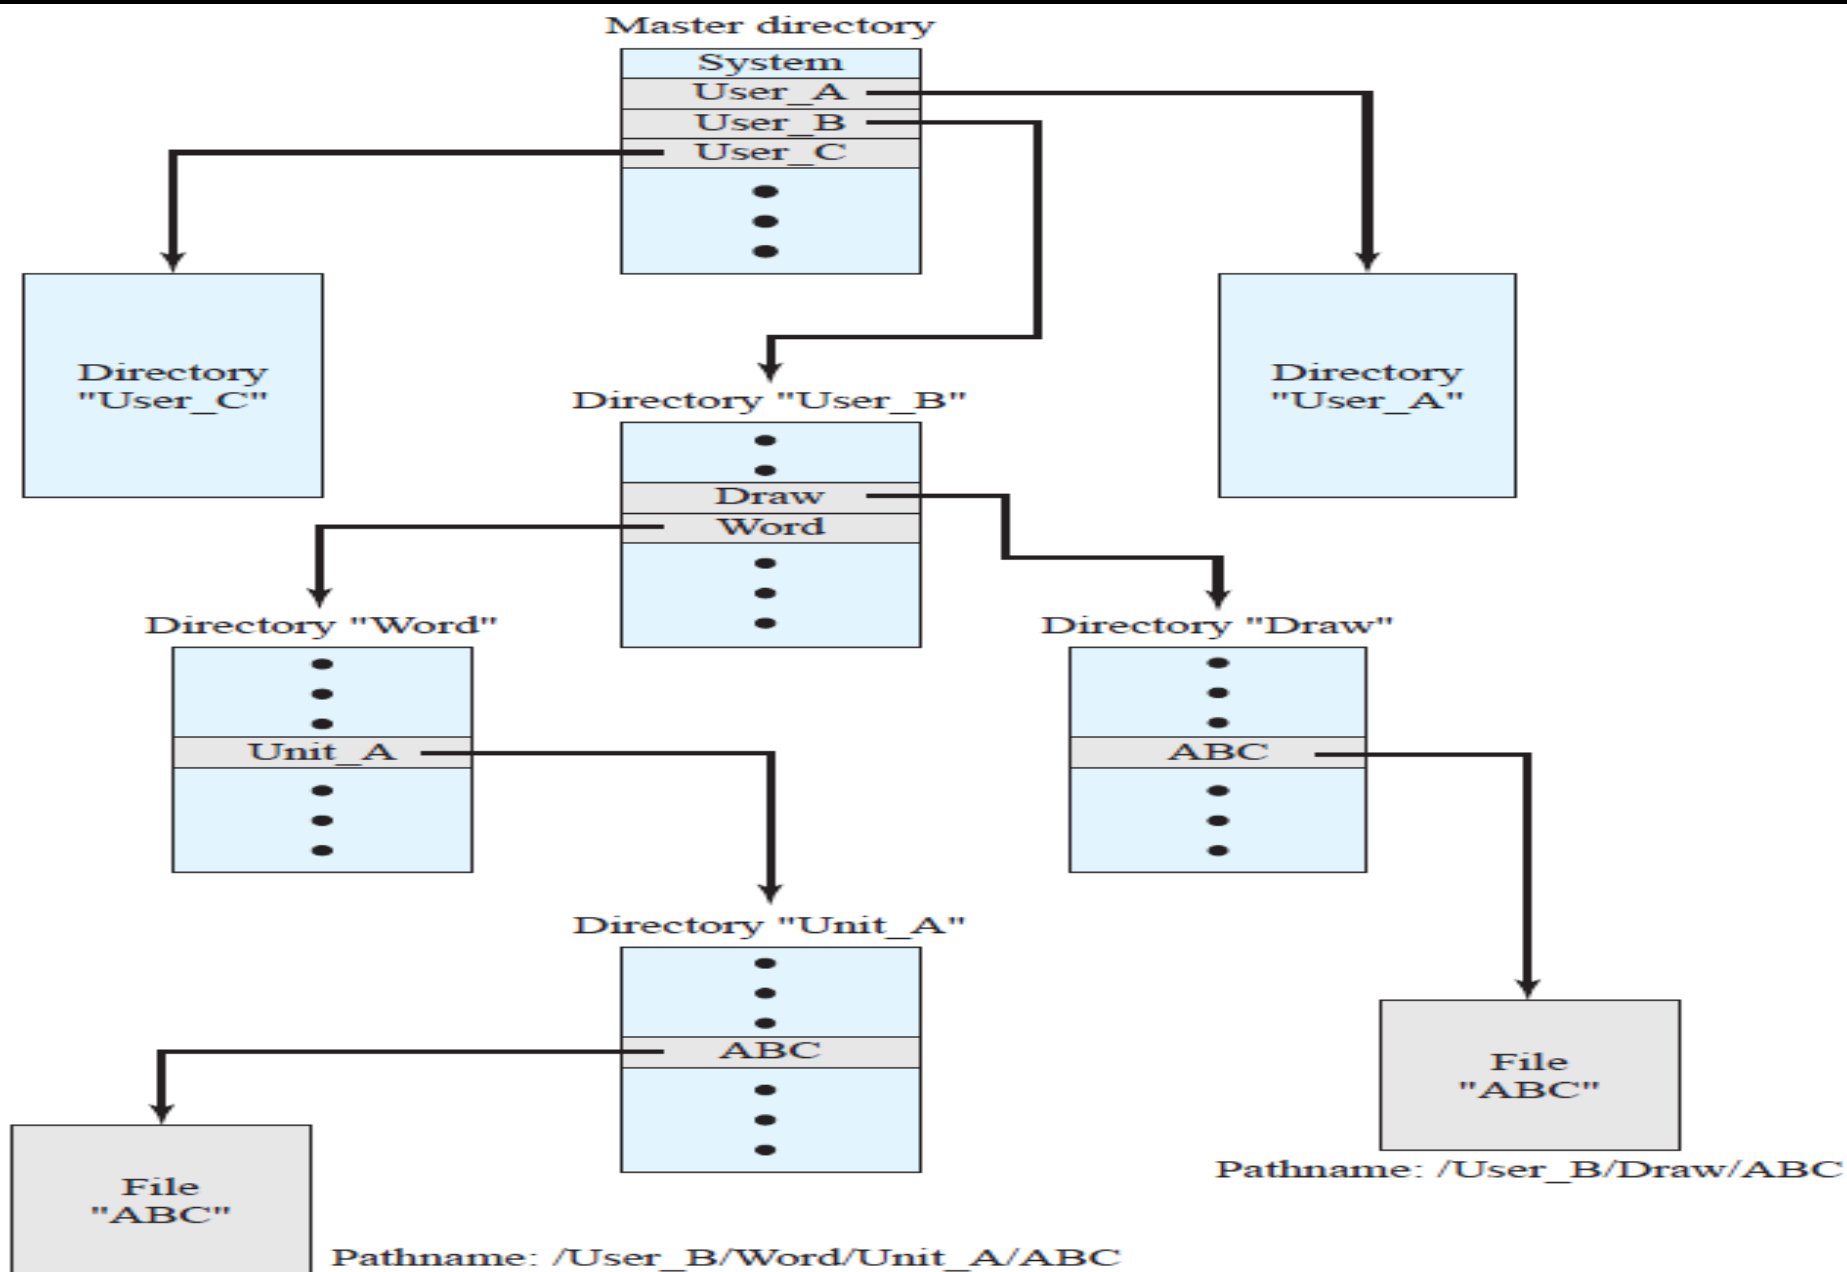 Master directory
System
User_A
User_B
User_C
Directory
"User_C"
Directory
"User_A"
Directory "User_B"
Draw
Word
Directory "Word"
Directory "Draw"
Unit_A
ABC
Directory "Unit_A"
ABC
File
"ABC"
Pathname: /User_B/Draw/ABC
File
"ABC"
Pathname: /User_B/Word/Unit_A/ABC